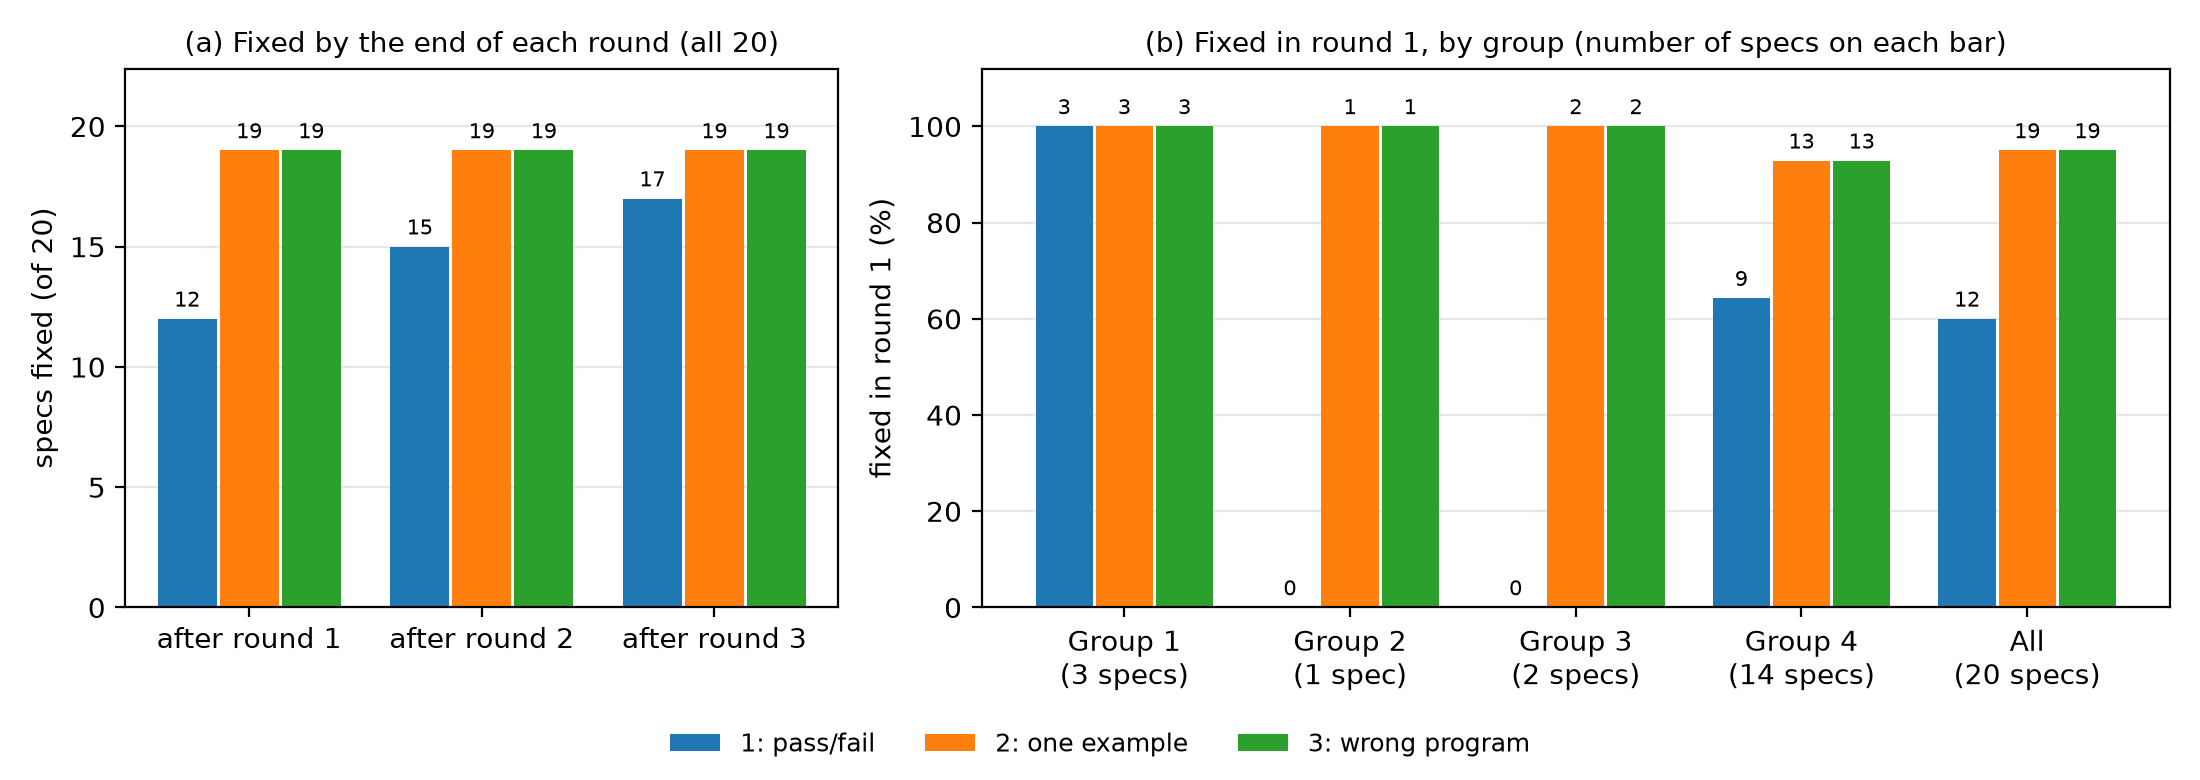 (a) Fixed by the end of each round (all 20)
specs fixed (of 20)
20
15
10
5
0
12
19
19
15
19
19
17
19
19
after round 1
after round 2
after round 3
(b) Fixed in round 1, by group (number of specs on each bar)
fixed in round 1 (%)
100
80
60
40
20
0
3
3
3
0
1
1
0
2
2
9
13
13
12
19
19
Group 1
(3 specs)
Group 2
(1 spec)
Group 3
(2 specs)
Group 4
(14 specs)
All
(20 specs)
1: pass/fail
2: one example
3: wrong program